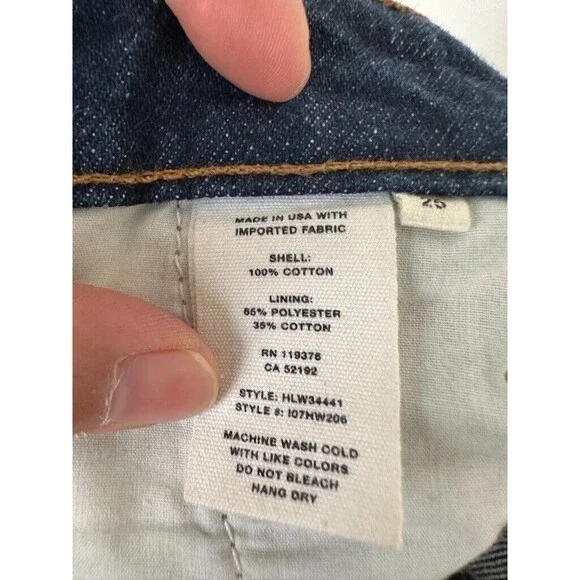 25
MADE IN USA WITH
IMPORTED FABRIC
SHELL:
100% COTTON
LINING:
65% POLYESTER
35% COTTON
RN 119376
CA 52192
STYLE: HLW34441
STYLE #: I07HW206
MACHINE WASH COLD
WITH LIKE COLORS
DO NOT BLEACH
HANG DRY